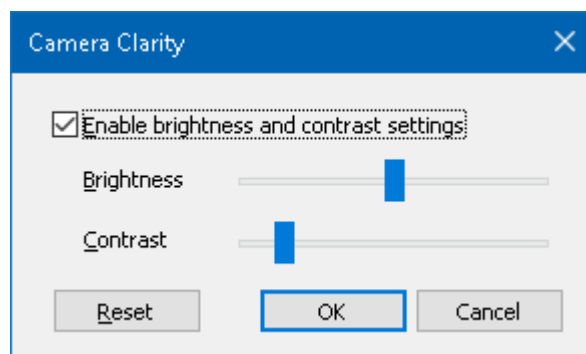 Camera Clarity
Enable brightness and contrast settings
Brightness
Contrast
Reset OK Cancel